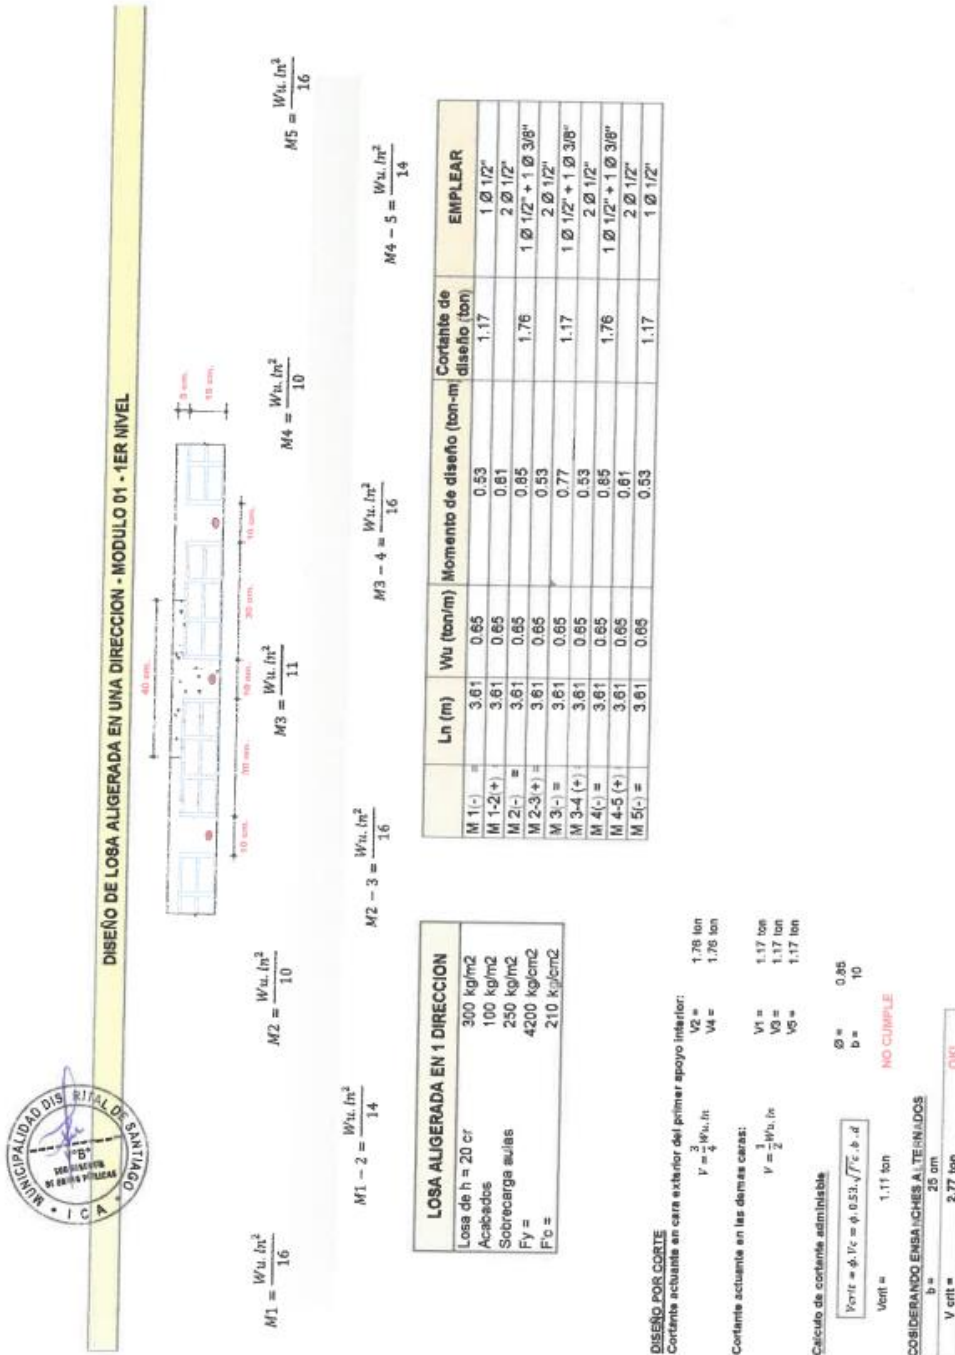 DISEÑO DE LOSA ALIGERADA EN UNA DIRECCION - MODULO 01 - 1ER NIVEL
MUNICIPALIDAD DISTRITAL DE SANTIAGO
ICA
40 cm.
5 cm.
15 cm.
10 cm. 30 cm. 10 cm. 30 cm. 10 cm.
M1 = Wu.ln²/16 M2 = Wu.ln²/10 M3 = Wu.ln²/11 M4 = Wu.ln²/10 M5 = Wu.ln²/16
M1 − 2 = Wu.ln²/14 M2 − 3 = Wu.ln²/16 M3 − 4 = Wu.ln²/16 M4 − 5 = Wu.ln²/14
LOSA ALIGERADA EN 1 DIRECCION
Losa de h = 20 cr 300 kg/m2
Acabados 100 kg/m2
Sobrecarga aulas 250 kg/m2
Fy = 4200 kg/cm2
F'c = 210 kg/cm2
Ln (m) Wu (ton/m) Momento de diseño (ton-m) Cortante de diseño (ton) EMPLEAR
M 1(-) = 3.61 0.65 0.53 1.17 1 Ø 1/2"
M 1-2(+) 3.61 0.65 0.61 2 Ø 1/2"
M 2(-) = 3.61 0.65 0.85 1.76 1 Ø 1/2" + 1 Ø 3/8"
M 2-3(+) = 3.61 0.65 0.53 2 Ø 1/2"
M 3(-) = 3.61 0.65 0.77 1.17 1 Ø 1/2" + 1 Ø 3/8"
M 3-4 (+) 3.61 0.65 0.53 2 Ø 1/2"
M 4(-) = 3.61 0.65 0.85 1.76 1 Ø 1/2" + 1 Ø 3/8"
M 4-5 (+) 3.61 0.65 0.61 2 Ø 1/2"
M 5(-) = 3.61 0.65 0.53 1.17 1 Ø 1/2"
DISEÑO POR CORTE
Cortante actuante en cara exterior del primer apoyo interior:
V = 3/4 Wu.ln V2 = 1.76 ton
V4 = 1.76 ton
Cortante actuante en las demas caras:
V = 1/2 Wu.ln V1 = 1.17 ton
V3 = 1.17 ton
V5 = 1.17 ton
Calculo de cortante adminisible
Vcrit = ϕ.Vc = ϕ.0.53.√f'c.b.d Ø = 0.85
b = 10
Vcrit = 1.11 ton NO CUMPLE
COSIDERANDO ENSANCHES ALTERNADOS
b = 25 cm
V crit = 2.77 ton OK!